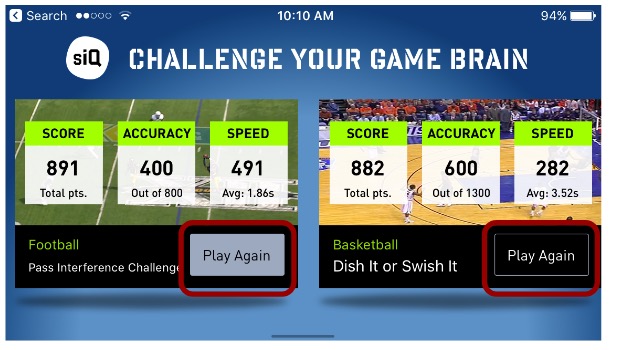 Search 10:10 AM 94%
siQ CHALLENGE YOUR GAME BRAIN
SCORE ACCURACY SPEED
891 400 491
Total pts. Out of 800 Avg: 1.86s
Football
Pass Interference Challenge
Play Again
SCORE ACCURACY SPEED
882 600 282
Total pts. Out of 1300 Avg: 3.52s
Basketball
Dish It or Swish It
Play Again